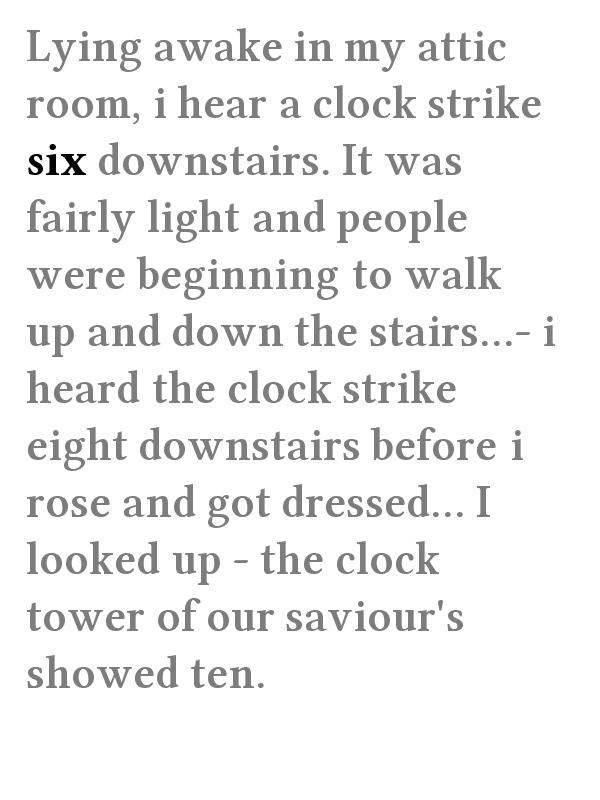 Lying awake in my attic
room, i hear a clock strike
six downstairs. It was
fairly light and people
were beginning to walk
up and down the stairs...- i
heard the clock strike
eight downstairs before i
rose and got dressed... I
looked up - the clock
tower of our saviour's
showed ten.